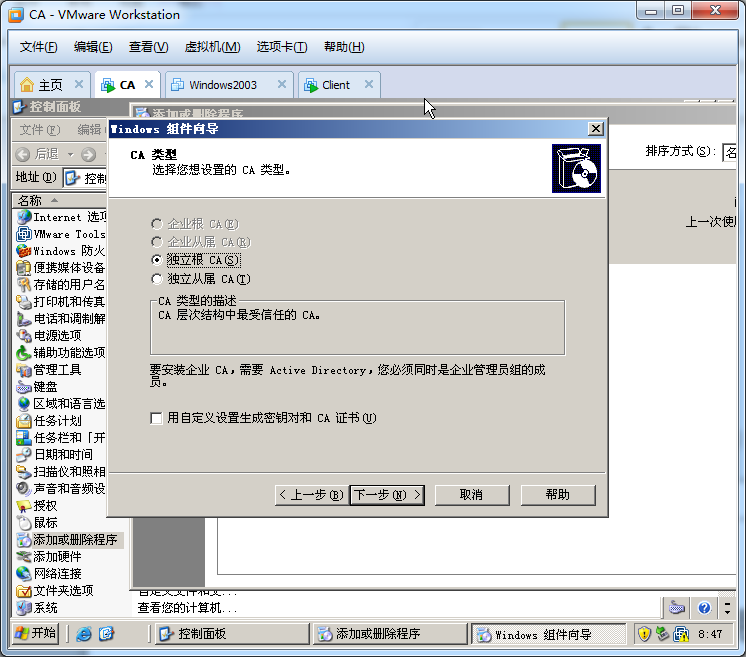 CA - VMware Workstation
文件(F) 编辑(E) 查看(V) 虚拟机(M) 选项卡(T) 帮助(H)
主页 CA Windows2003 Client
控制面板
添加或删除程序
文件(F) 编辑
后退
排序方式(S): 名
地址(D) 控制
上一次使用
名称
Internet 选项
VMware Tools
Windows 防火
便携媒体设备
存储的用户名
打印机和传真
电话和调制解
电源选项
辅助功能选项
管理工具
键盘
区域和语言选
任务计划
任务栏和「开
日期和时间
扫描仪和照相
声音和音频设
授权
鼠标
添加或删除程序
添加硬件
网络连接
文件夹选项
系统
Windows 组件向导
CA 类型
选择您想设置的 CA 类型。
企业根 CA(E)
企业从属 CA(R)
独立根 CA(S)
独立从属 CA(T)
CA 类型的描述
CA 层次结构中最受信任的 CA。
要安装企业 CA，需要 Active Directory，您必须同时是企业管理员组的成
员。
用自定义设置生成密钥对和 CA 证书(U)
< 上一步(B) 下一步(N) > 取消 帮助
查看您的计算机...
开始 控制面板 添加或删除程序 Windows 组件向导 8:47